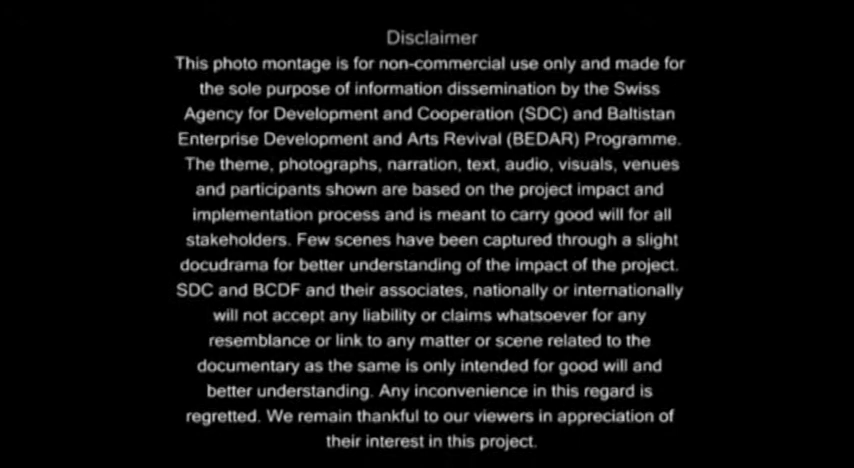 Disclaimer
This photo montage is for non-commercial use only and made for
the sole purpose of information dissemination by the Swiss
Agency for Development and Cooperation (SDC) and Baltistan
Enterprise Development and Arts Revival (BEDAR) Programme.
The theme, photographs, narration, text, audio, visuals, venues
and participants shown are based on the project impact and
implementation process and is meant to carry good will for all
stakeholders. Few scenes have been captured through a slight
docudrama for better understanding of the impact of the project.
SDC and BCDF and their associates, nationally or internationally
will not accept any liability or claims whatsoever for any
resemblance or link to any matter or scene related to the
documentary as the same is only intended for good will and
better understanding. Any inconvenience in this regard is
regretted. We remain thankful to our viewers in appreciation of
their interest in this project.